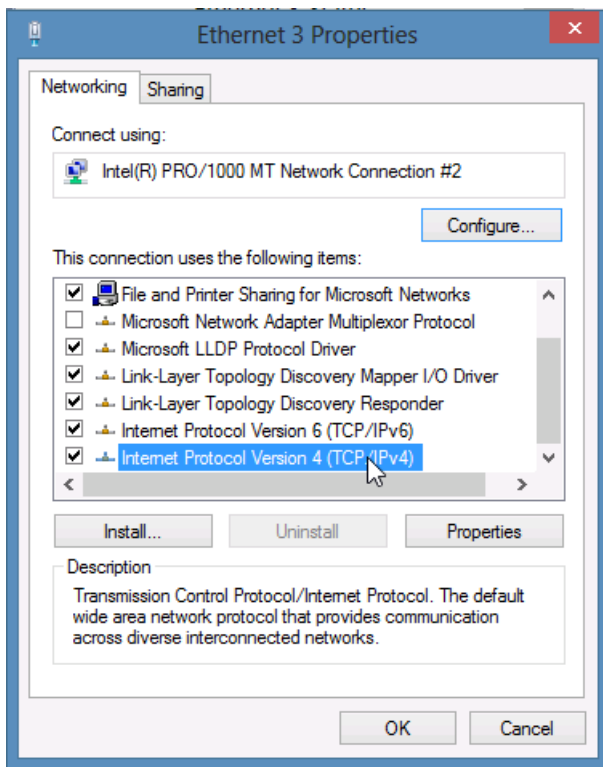 Ethernet 3 Properties
Networking
Sharing
Connect using:
Intel(R) PRO/1000 MT Network Connection #2
Configure...
This connection uses the following items:
File and Printer Sharing for Microsoft Networks
Microsoft Network Adapter Multiplexor Protocol
Microsoft LLDP Protocol Driver
Link-Layer Topology Discovery Mapper I/O Driver
Link-Layer Topology Discovery Responder
Internet Protocol Version 6 (TCP/IPv6)
Internet Protocol Version 4 (TCP/IPv4)
Install...
Uninstall
Properties
Description
Transmission Control Protocol/Internet Protocol. The default
wide area network protocol that provides communication
across diverse interconnected networks.
OK
Cancel